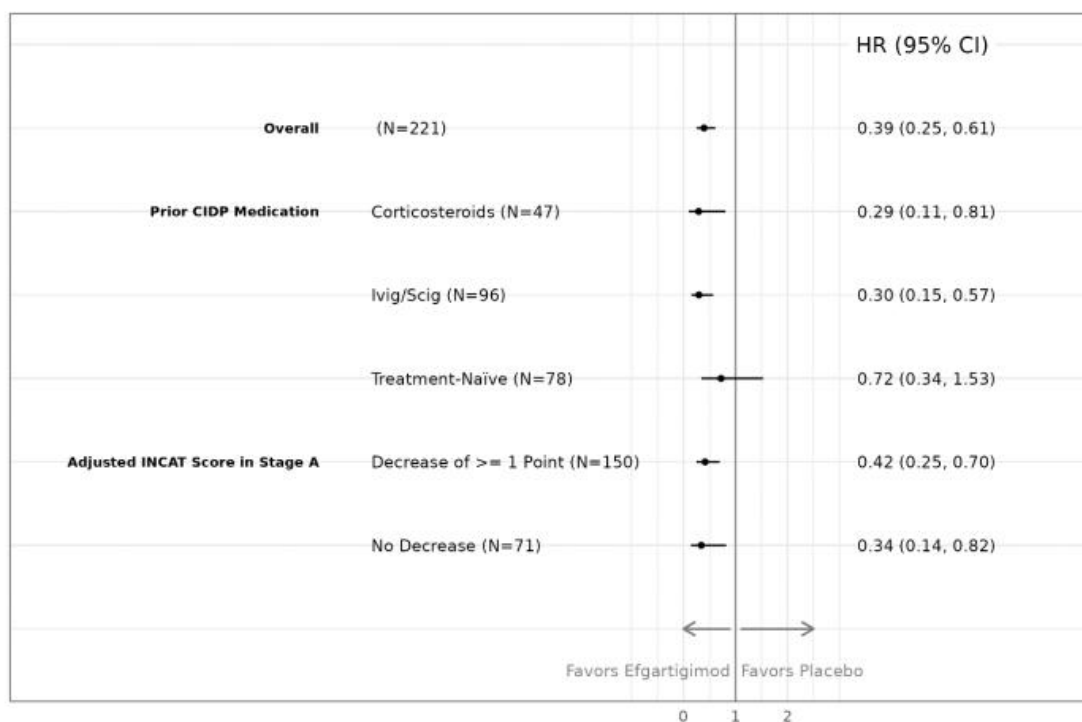 HR (95% CI)
Overall (N=221) 0.39 (0.25, 0.61)
Prior CIDP Medication Corticosteroids (N=47) 0.29 (0.11, 0.81)
Ivig/Scig (N=96) 0.30 (0.15, 0.57)
Treatment-Naïve (N=78) 0.72 (0.34, 1.53)
Adjusted INCAT Score in Stage A Decrease of >= 1 Point (N=150) 0.42 (0.25, 0.70)
No Decrease (N=71) 0.34 (0.14, 0.82)
Favors Efgartigimod Favors Placebo
0 1 2